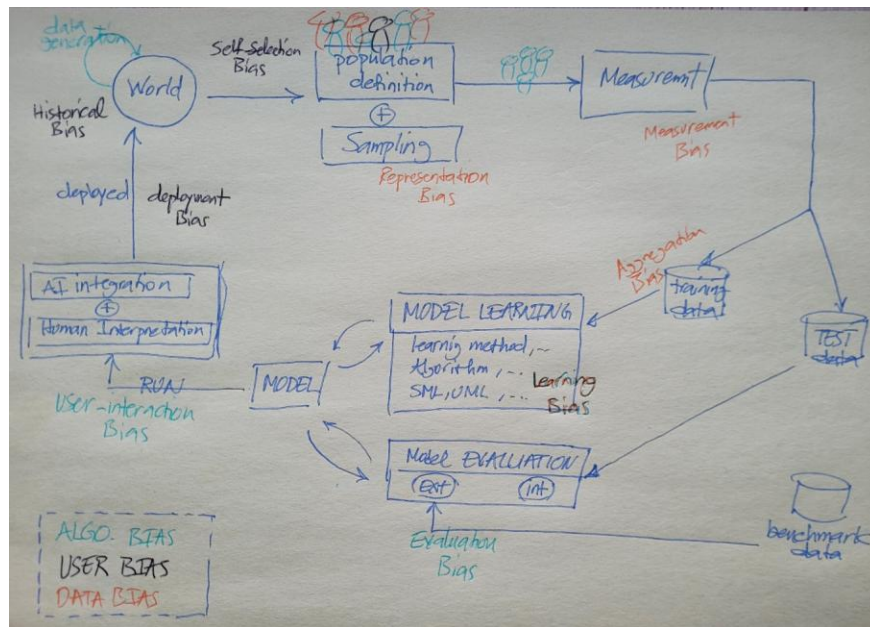 data
generation
World
Historical
Bias
Self-Selection
Bias
population
definition
+
Sampling
Representation
Bias
Measuremnt
Measurement
Bias
deployed
deployment
Bias
Aggregation
Bias
training
data
TEST
data
AI integration
+
Human Interpretation
MODEL LEARNING
learnig method,...
Algorithm,...
SML, UML,...
Learning
Bias
RUN
MODEL
User-interaction
Bias
Model EVALUATION
Ext
int
Evaluation
Bias
benchmark
data
ALGO. BIAS
USER BIAS
DATA BIAS